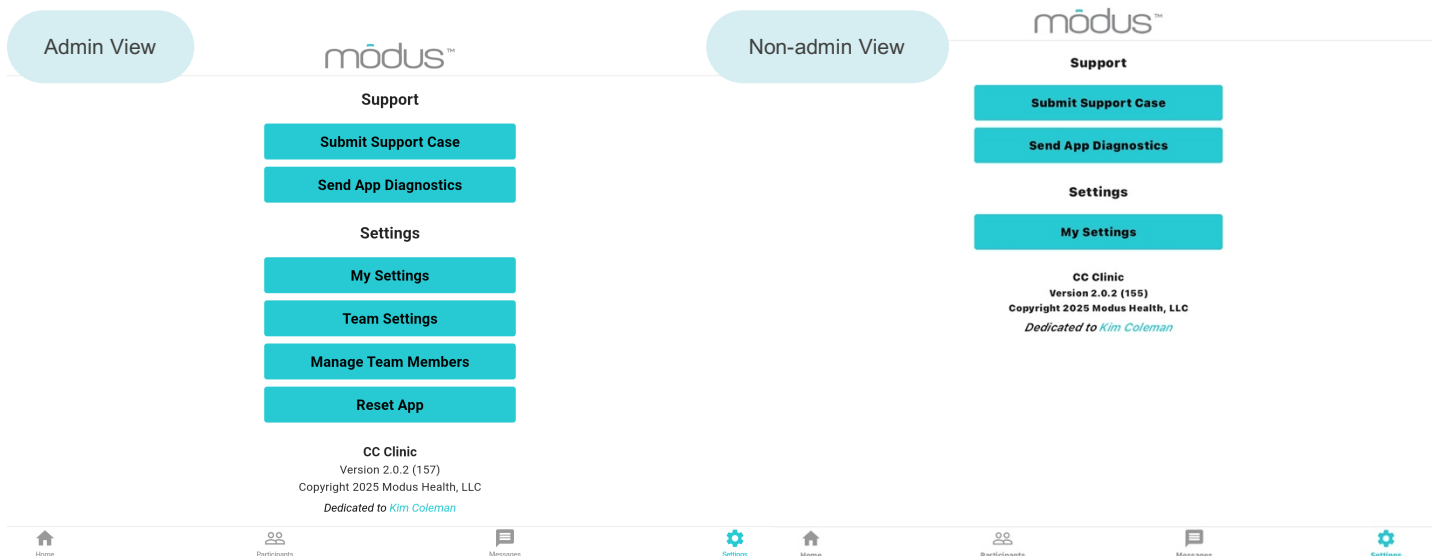 Admin View
mōdus™
Support
Submit Support Case
Send App Diagnostics
Settings
My Settings
Team Settings
Manage Team Members
Reset App
CC Clinic
Version 2.0.2 (157)
Copyright 2025 Modus Health, LLC
Dedicated to Kim Coleman
Home
Participants
Messages
Settings
Non-admin View
mōdus™
Support
Submit Support Case
Send App Diagnostics
Settings
My Settings
CC Clinic
Version 2.0.2 (155)
Copyright 2025 Modus Health, LLC
Dedicated to Kim Coleman
Home
Participants
Messages
Settings